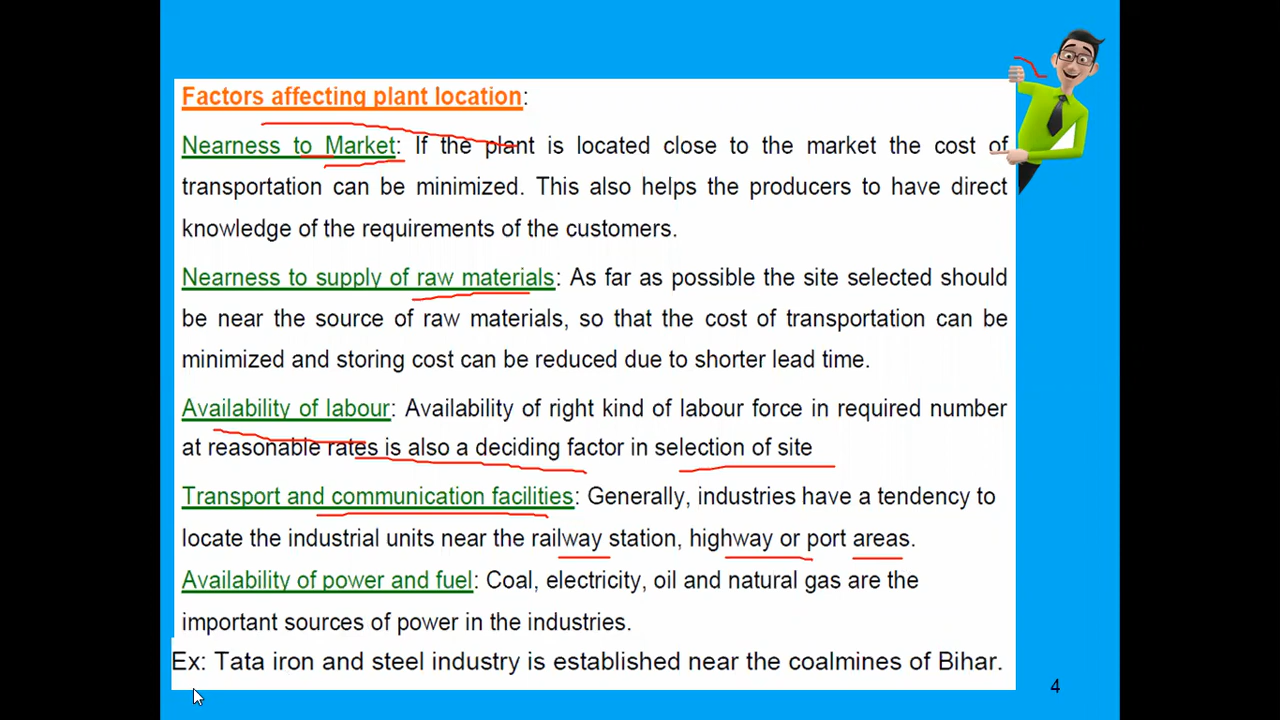 Factors affecting plant location:
Nearness to Market: If the plant is located close to the market the cost of
transportation can be minimized. This also helps the producers to have direct
knowledge of the requirements of the customers.
Nearness to supply of raw materials: As far as possible the site selected should
be near the source of raw materials, so that the cost of transportation can be
minimized and storing cost can be reduced due to shorter lead time.
Availability of labour: Availability of right kind of labour force in required number
at reasonable rates is also a deciding factor in selection of site
Transport and communication facilities: Generally, industries have a tendency to
locate the industrial units near the railway station, highway or port areas.
Availability of power and fuel: Coal, electricity, oil and natural gas are the
important sources of power in the industries.
Ex: Tata iron and steel industry is established near the coalmines of Bihar.
4